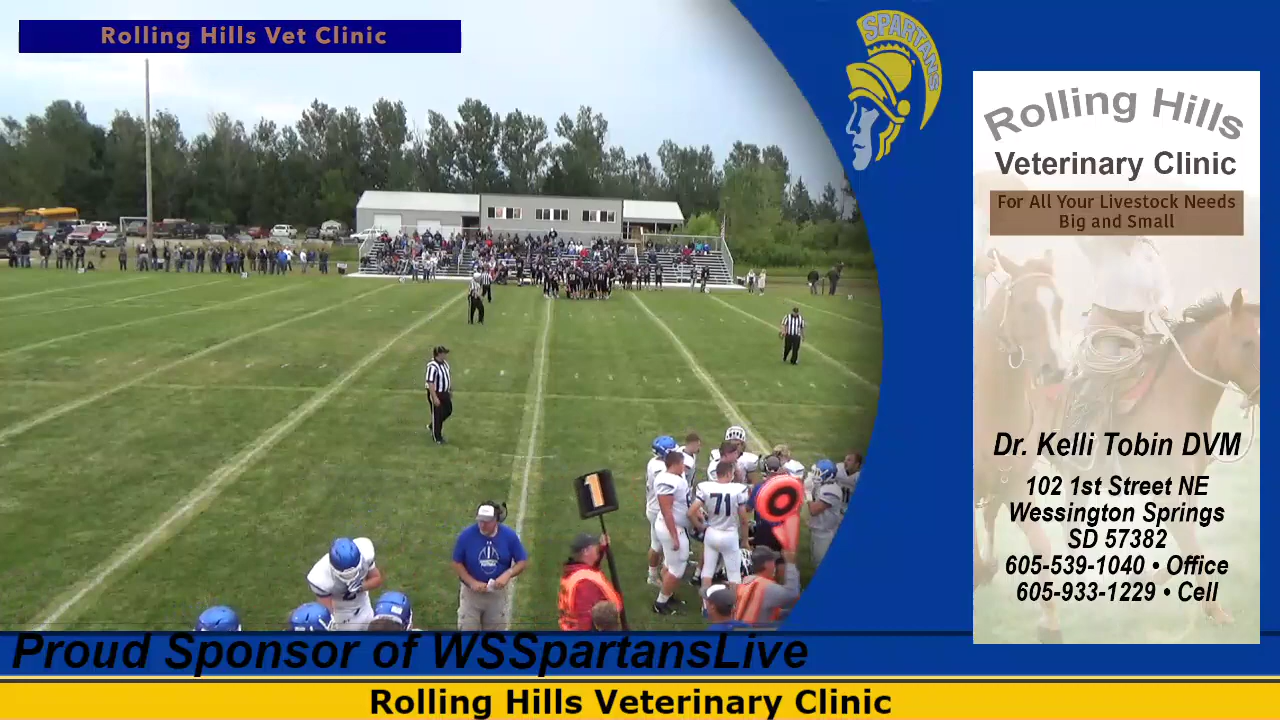 Rolling Hills Vet Clinic
SPARTANS
Rolling Hills
Veterinary Clinic
For All Your Livestock Needs
Big and Small
Dr. Kelli Tobin DVM
102 1st Street NE
Wessington Springs
SD 57382
605-539-1040 • Office
605-933-1229 • Cell
1
71
Proud Sponsor of WSSpartansLive
Rolling Hills Veterinary Clinic